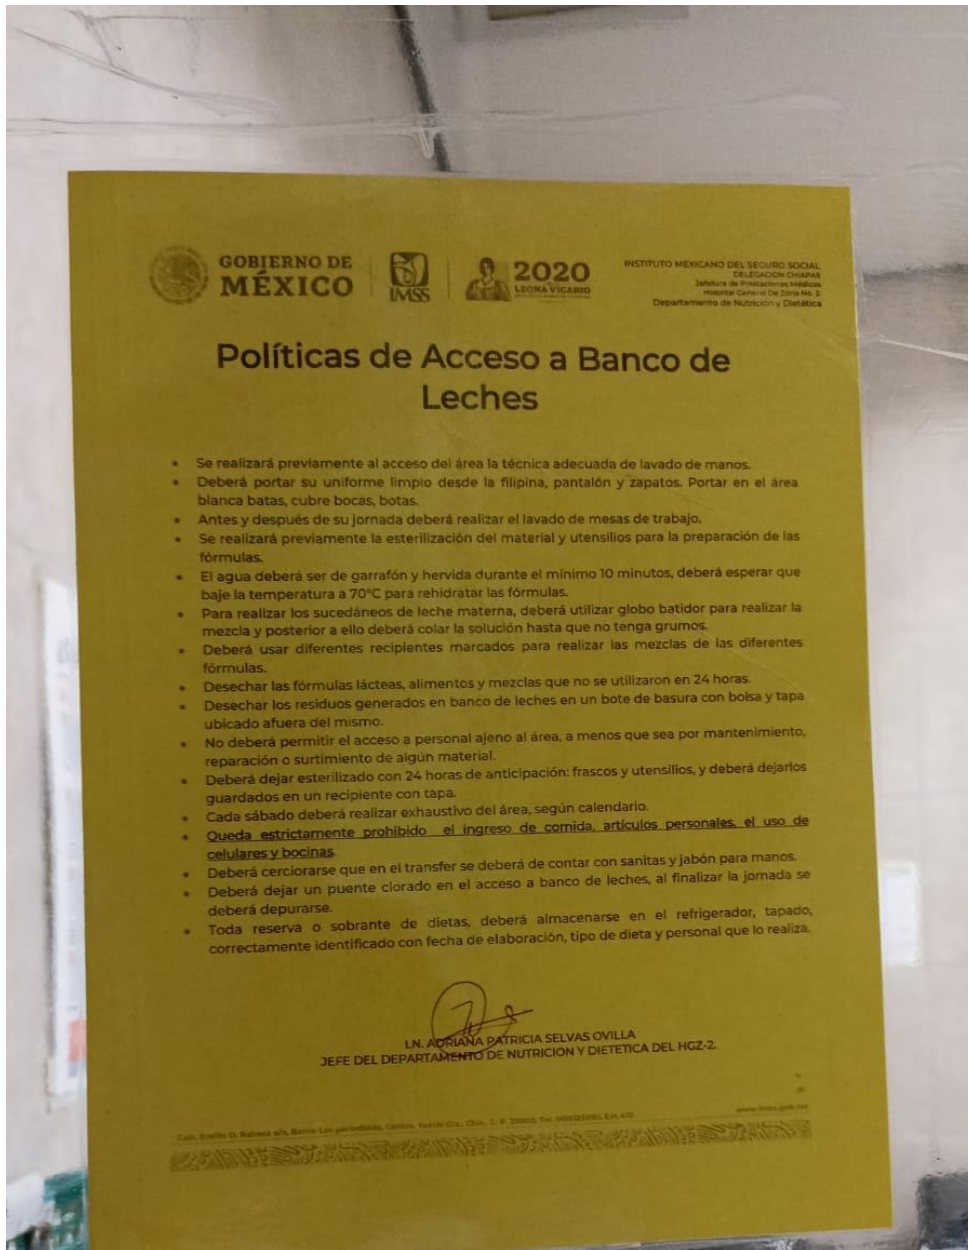 GOBIERNO DE
MÉXICO
IMSS
2020
LEONA VICARIO
INSTITUTO MEXICANO DEL SEGURO SOCIAL
DELEGACION CHIAPAS
Jefatura de Prestaciones Médicas
Hospital General De Zona No. 2
Departamento de Nutrición y Dietética
Políticas de Acceso a Banco de
Leches
• Se realizará previamente al acceso del área la técnica adecuada de lavado de manos.
• Deberá portar su uniforme limpio desde la filipina, pantalón y zapatos. Portar en el área
blanca batas, cubre bocas, botas.
• Antes y después de su jornada deberá realizar el lavado de mesas de trabajo.
• Se realizará previamente la esterilización del material y utensilios para la preparación de las
fórmulas.
• El agua deberá ser de garrafón y hervida durante el mínimo 10 minutos, deberá esperar que
baje la temperatura a 70°C para rehidratar las fórmulas.
• Para realizar los sucedáneos de leche materna, deberá utilizar globo batidor para realizar la
mezcla y posterior a ello deberá colar la solución hasta que no tenga grumos.
• Deberá usar diferentes recipientes marcados para realizar las mezclas de las diferentes
fórmulas.
• Desechar las fórmulas lácteas, alimentos y mezclas que no se utilizaron en 24 horas.
• Desechar los residuos generados en banco de leches en un bote de basura con bolsa y tapa
ubicado afuera del mismo.
• No deberá permitir el acceso a personal ajeno al área, a menos que sea por mantenimiento,
reparación o surtimiento de algún material.
• Deberá dejar esterilizado con 24 horas de anticipación: frascos y utensilios, y deberá dejarlos
guardados en un recipiente con tapa.
• Cada sábado deberá realizar exhaustivo del área, según calendario.
• Queda estrictamente prohibido el ingreso de comida, artículos personales, el uso de
celulares y bocinas.
• Deberá cerciorarse que en el transfer se deberá de contar con sanitas y jabón para manos.
• Deberá dejar un puente clorado en el acceso a banco de leches, al finalizar la jornada se
deberá depurarse.
• Toda reserva o sobrante de dietas, deberá almacenarse en el refrigerador, tapado,
correctamente identificado con fecha de elaboración, tipo de dieta y personal que lo realiza.
LN. ADRIANA PATRICIA SELVAS OVILLA
JEFE DEL DEPARTAMENTO DE NUTRICION Y DIETETICA DEL HGZ-2.
www.imss.gob.mx